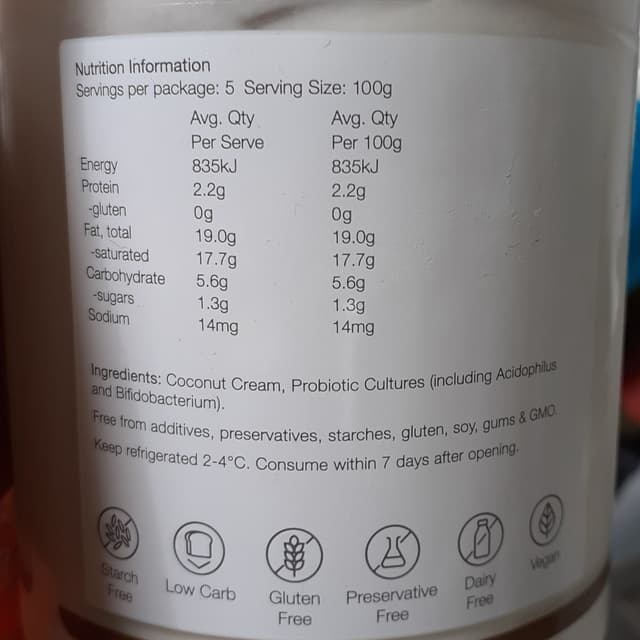 Nutrition Information
Servings per package: 5 Serving Size: 100g
Avg. Qty Avg. Qty
Per Serve Per 100g
Energy 835kJ 835kJ
Protein 2.2g 2.2g
-gluten 0g 0g
Fat, total 19.0g 19.0g
-saturated 17.7g 17.7g
Carbohydrate 5.6g 5.6g
-sugars 1.3g 1.3g
Sodium 14mg 14mg
Ingredients: Coconut Cream, Probiotic Cultures (including Acidophilus
and Bifidobacterium).
Free from additives, preservatives, starches, gluten, soy, gums & GMO.
Keep refrigerated 2-4°C. Consume within 7 days after opening.
Starch
Free
Low Carb
Gluten
Free
Preservative
Free
Dairy
Free
Vegan